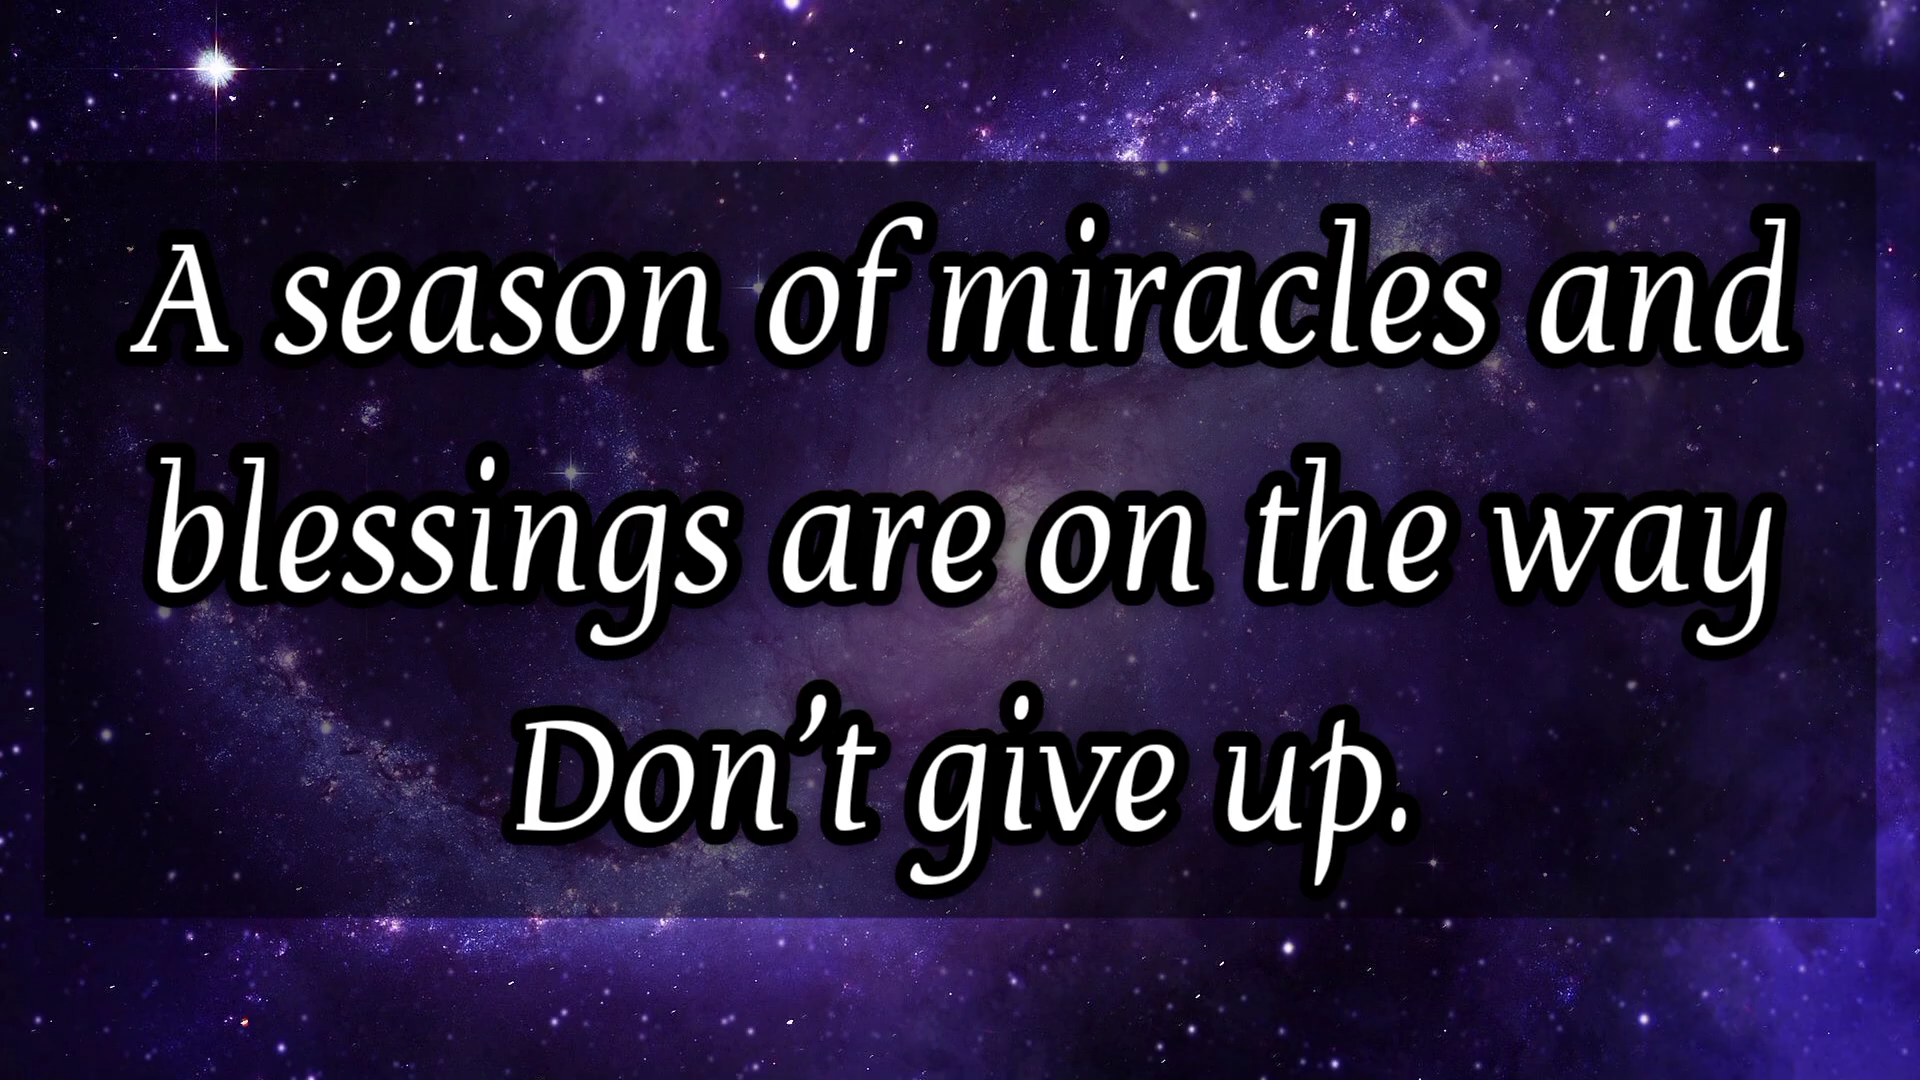 A season of miracles and
blessings are on the way
Don’t give up.